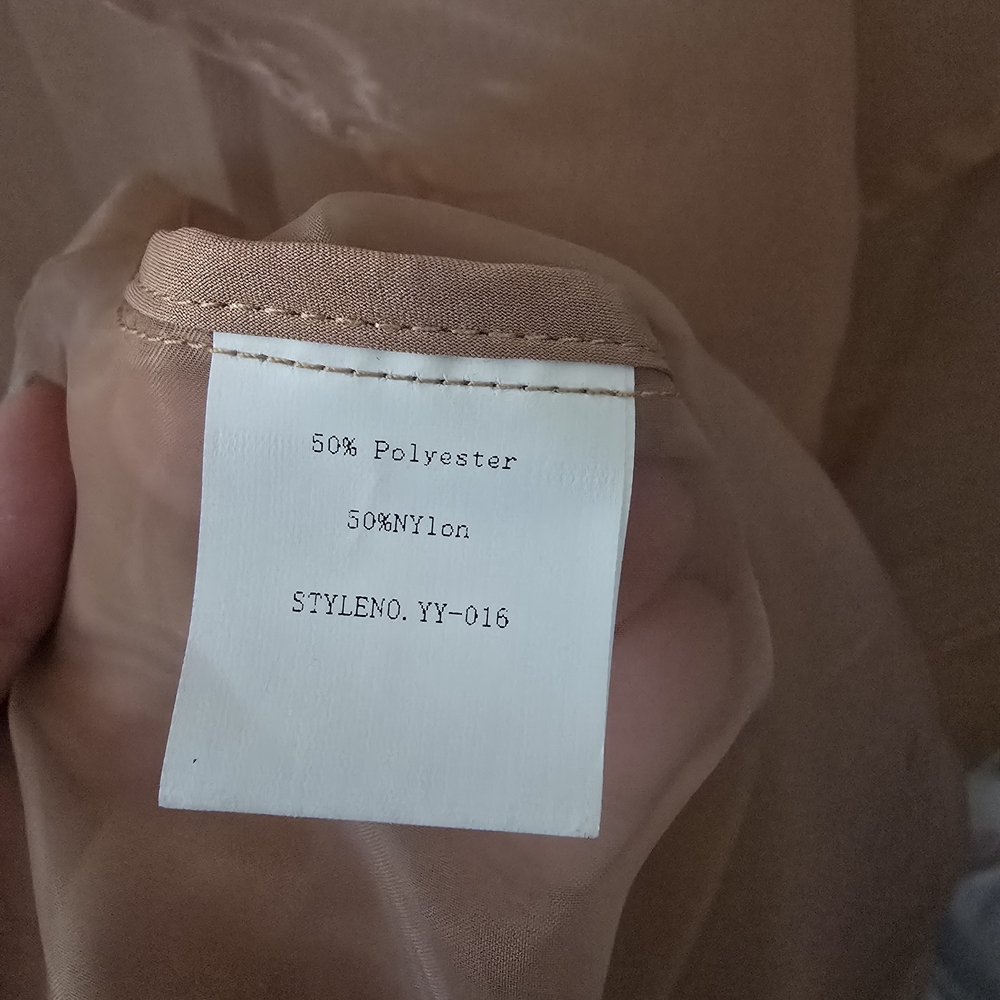 50% Polyester
50%NYlon
STYLENO. YY-016